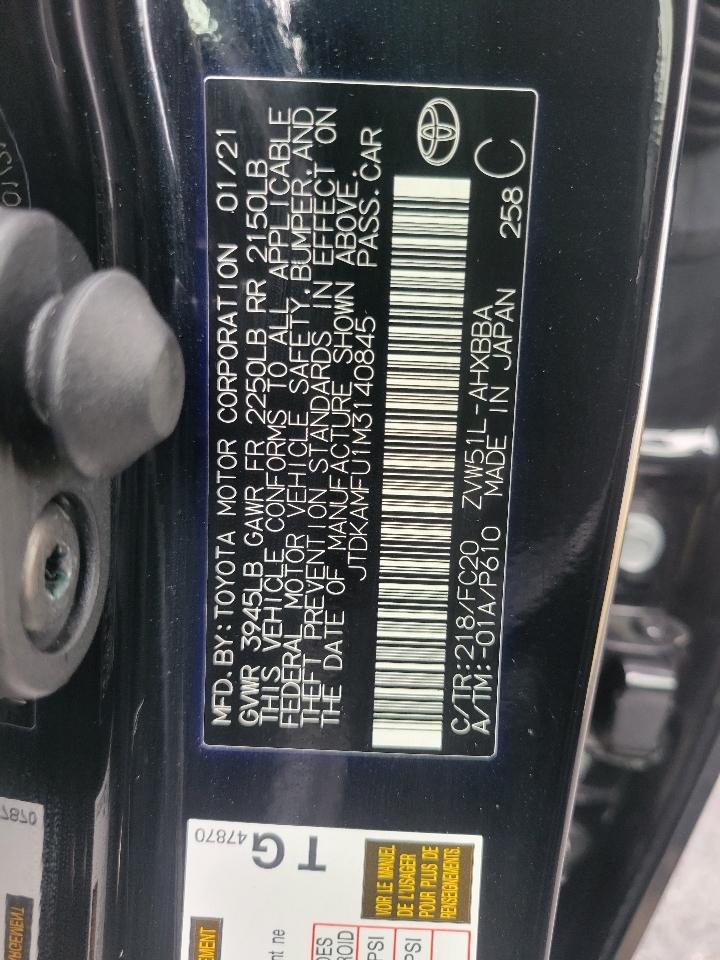 MFD. BY: TOYOTA MOTOR CORPORATION 01/21
GVWR 3945LB GAWR FR 2250LB RR 2150LB
THIS VEHICLE CONFORMS TO ALL APPLICABLE
FEDERAL MOTOR VEHICLE SAFETY, BUMPER, AND
THEFT PREVENTION STANDARDS IN EFFECT ON
THE DATE OF MANUFACTURE SHOWN ABOVE.
JTDKAMFU1M3140845 PASS. CAR
C/TR:218/FC20 ZVW51L-AHXBBA
A/TM:-01A/P610 MADE IN JAPAN 258 C
TG
47870
VOIR LE MANUEL
DE L'USAGER
POUR PLUS DE
RENSEIGNEMENTS.
PSI
PSI